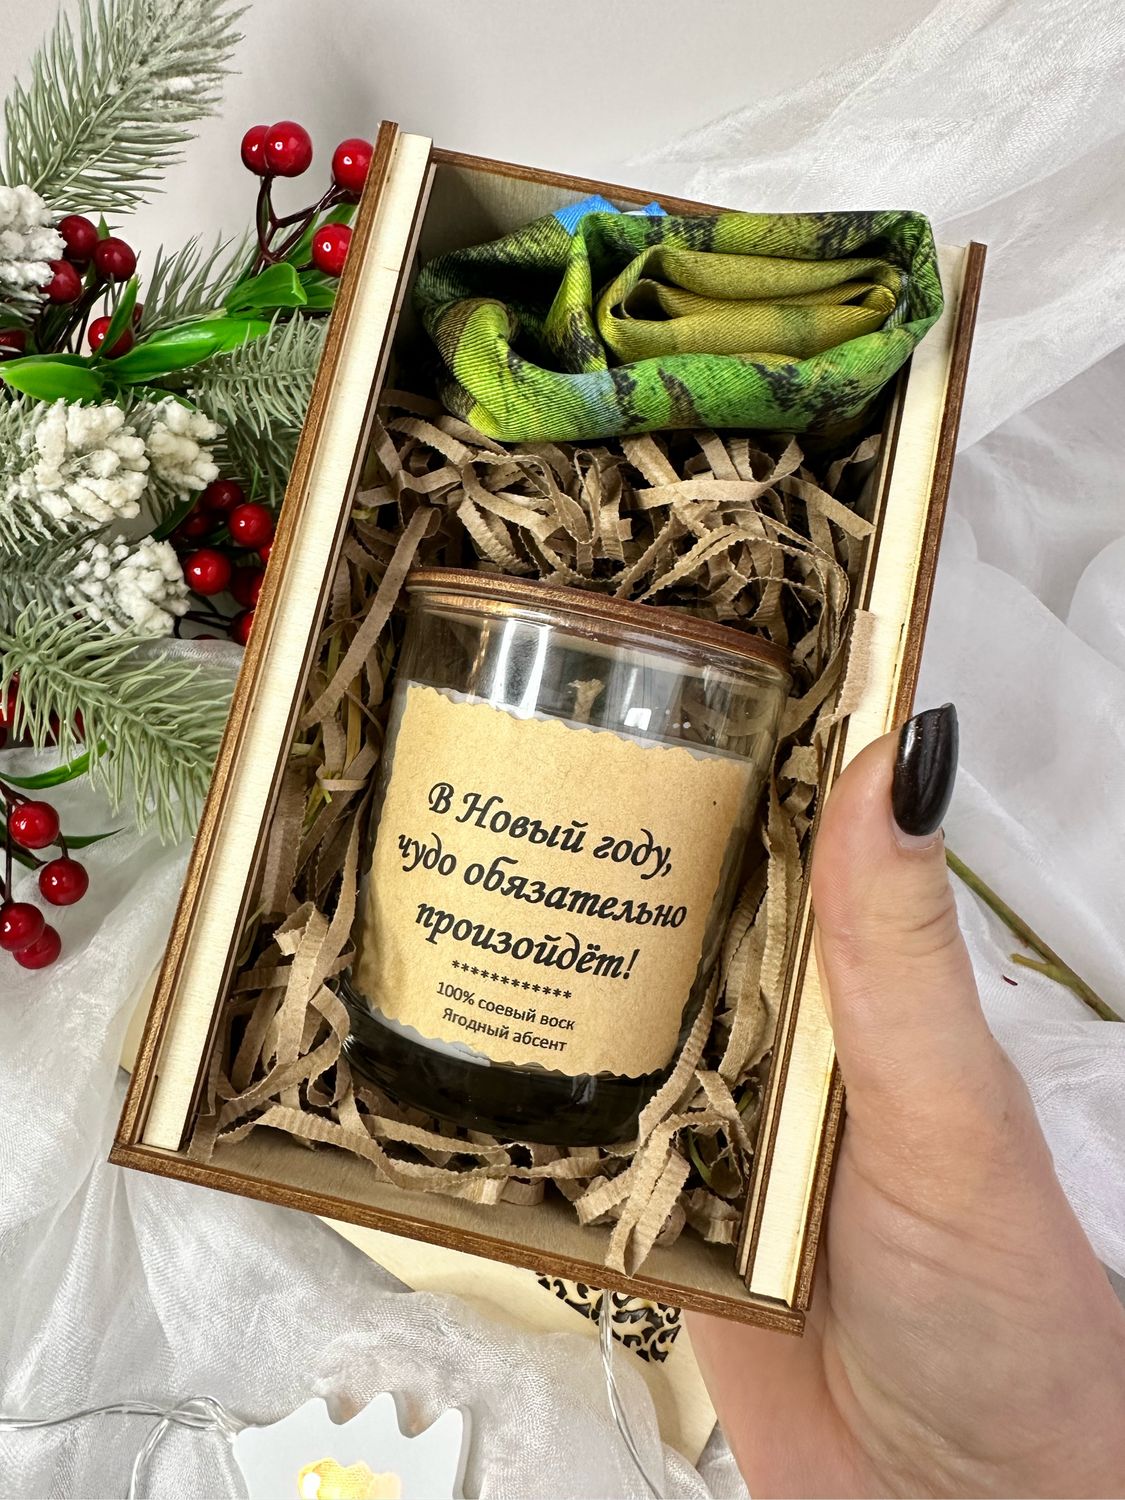 В Новый году,
чудо обязательно
произойдёт!
************
100% соевый воск
Ягодный абсент